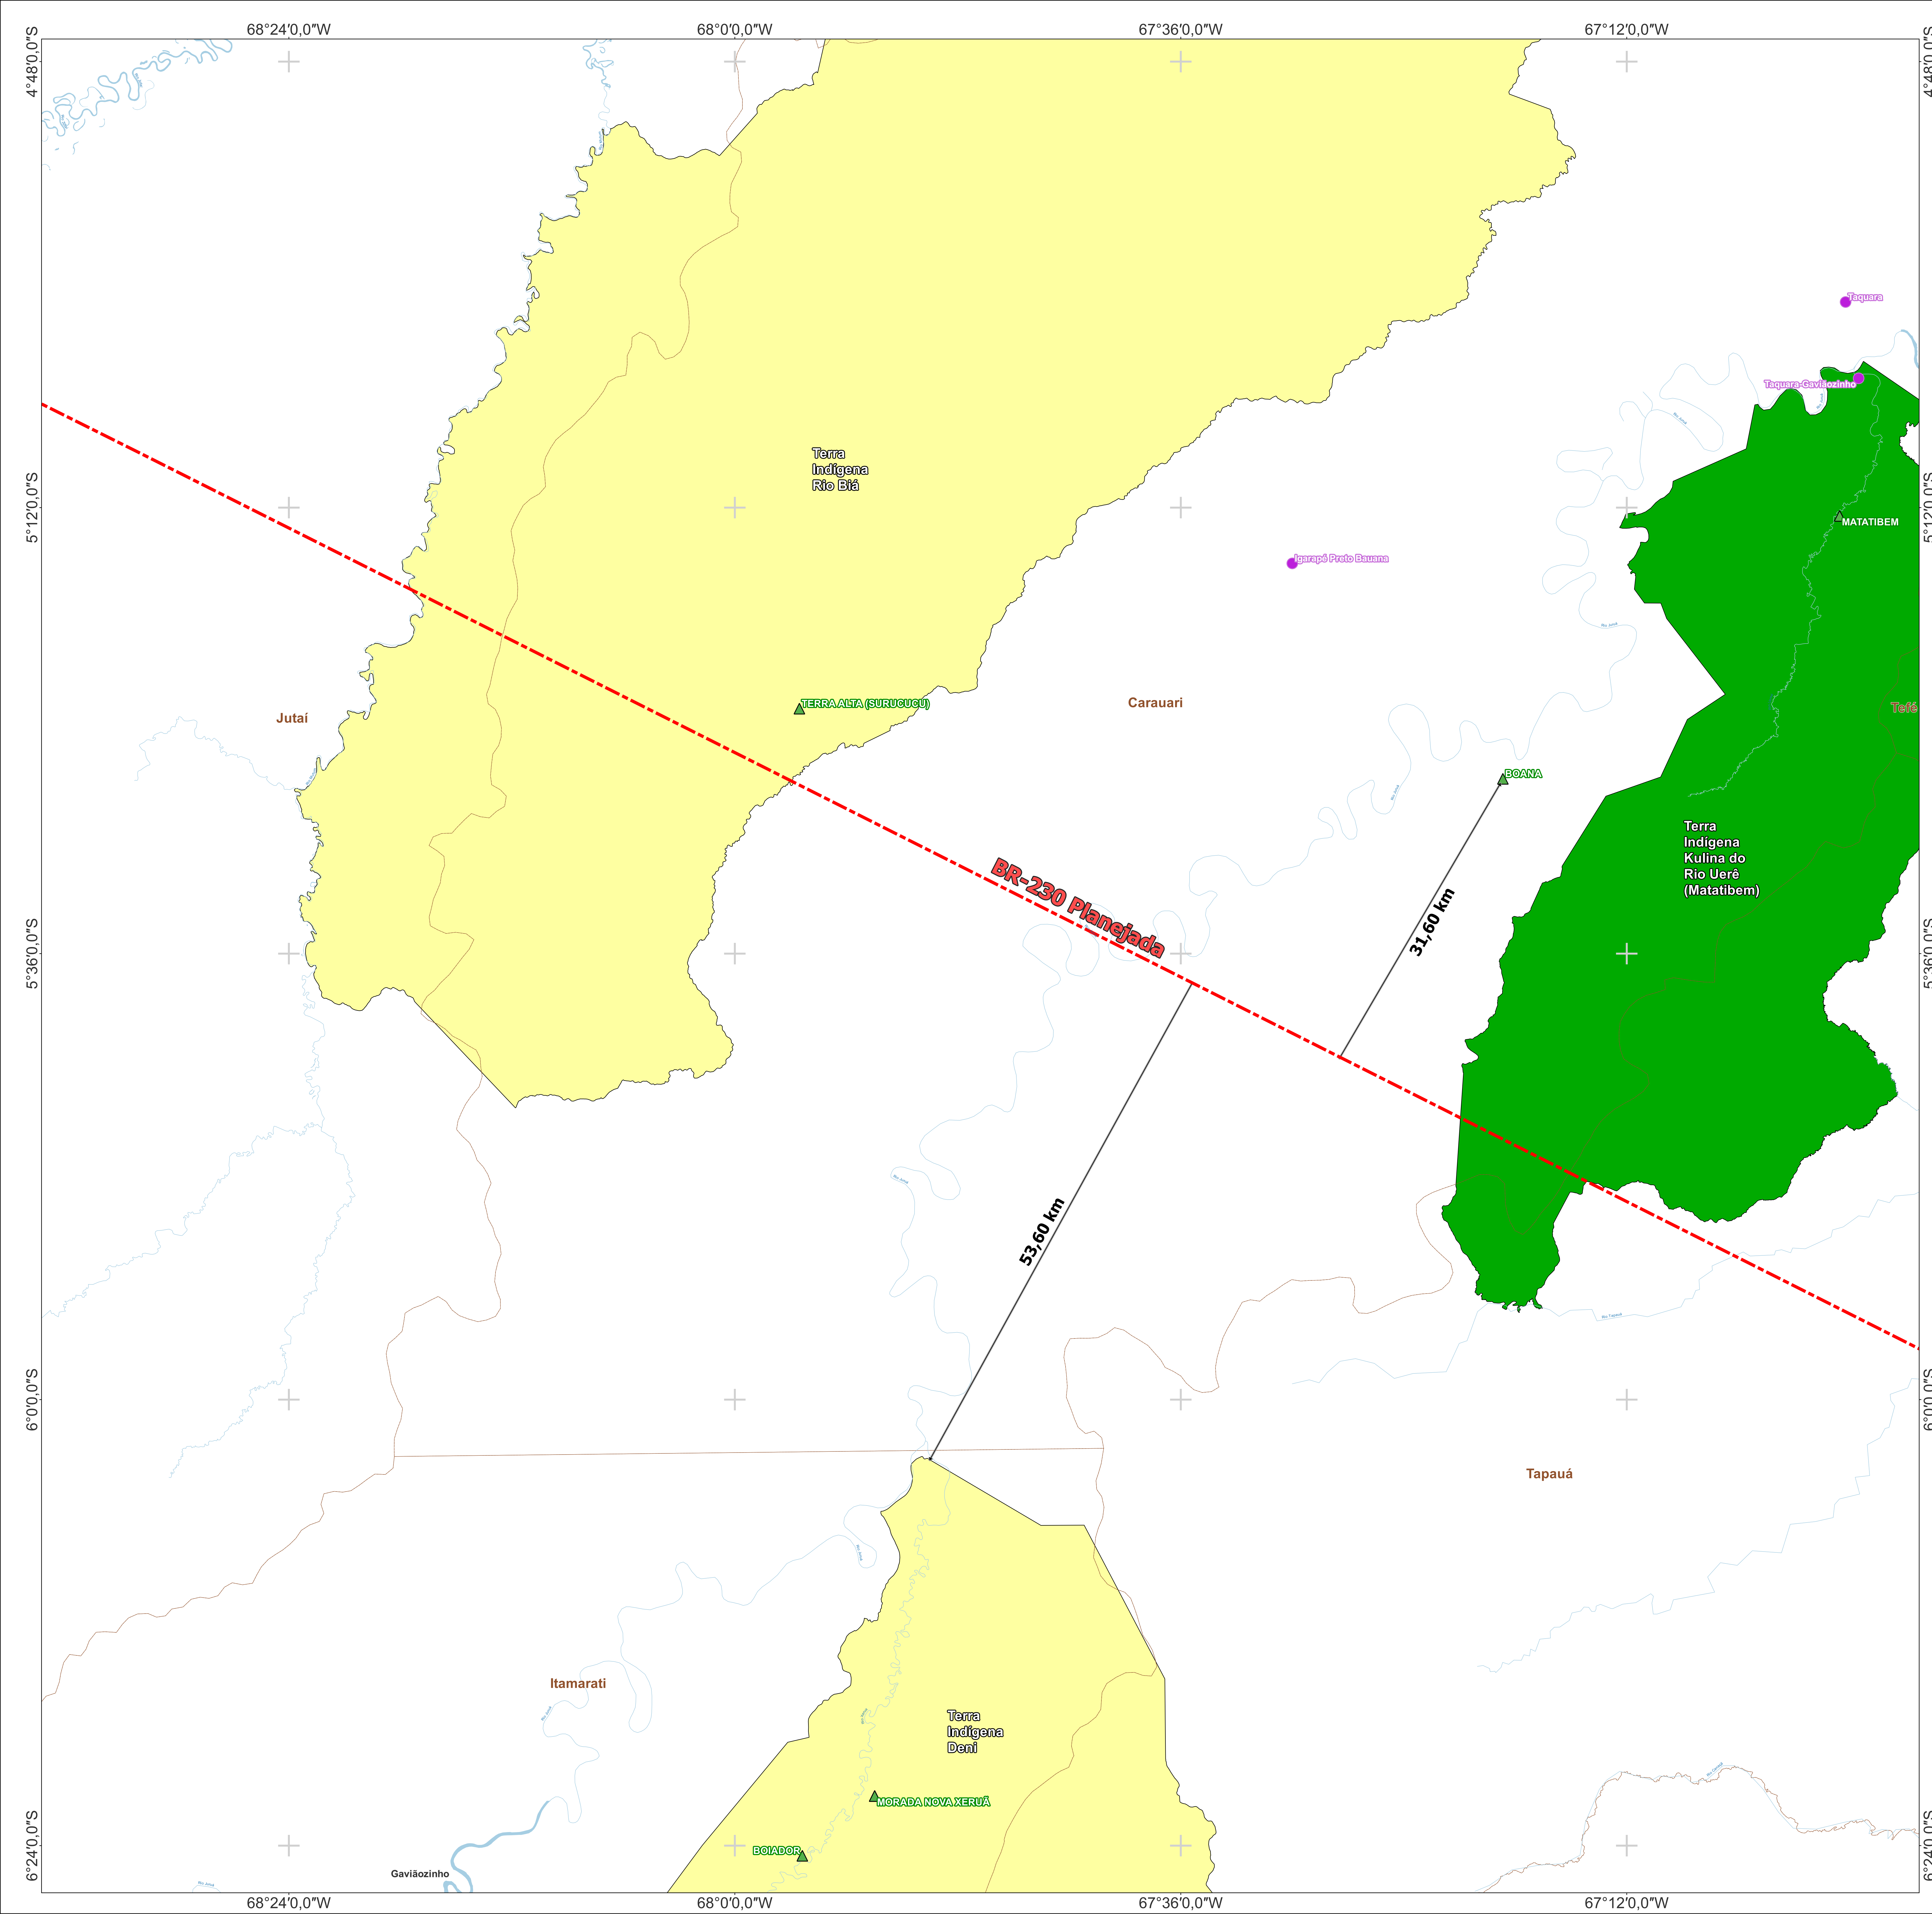 68°24'0,0"W
68°0'0,0"W
67°36'0,0"W
67°12'0,0"W
4°48'0,0"S
4°48'0,0"S
Taquara
Taquara-Gaviãozinho
Terra
Indígena
Rio Biá
5°12'0,0"S
5°12'0,0"S
MATATIBEM
Igarapé Preto Bauana
Rio Juruá
TERRA ALTA (SURUCUCU)
Carauari
Tefé
Jutaí
BOANA
Terra
Indígena
Kulina do
Rio Uerê
(Matatibem)
BR-230 Planejada
31,60 km
5°36'0,0"S
5°36'0,0"S
53,60 km
Rio Tapauá
6°0'0,0"S
6°0'0,0"S
Tapauá
Itamarati
Terra
Indígena
Deni
MORADA NOVA XERUÃ
BOIADOR
6°24'0,0"S
6°24'0,0"S
Gaviãozinho
68°24'0,0"W
68°0'0,0"W
67°36'0,0"W
67°12'0,0"W